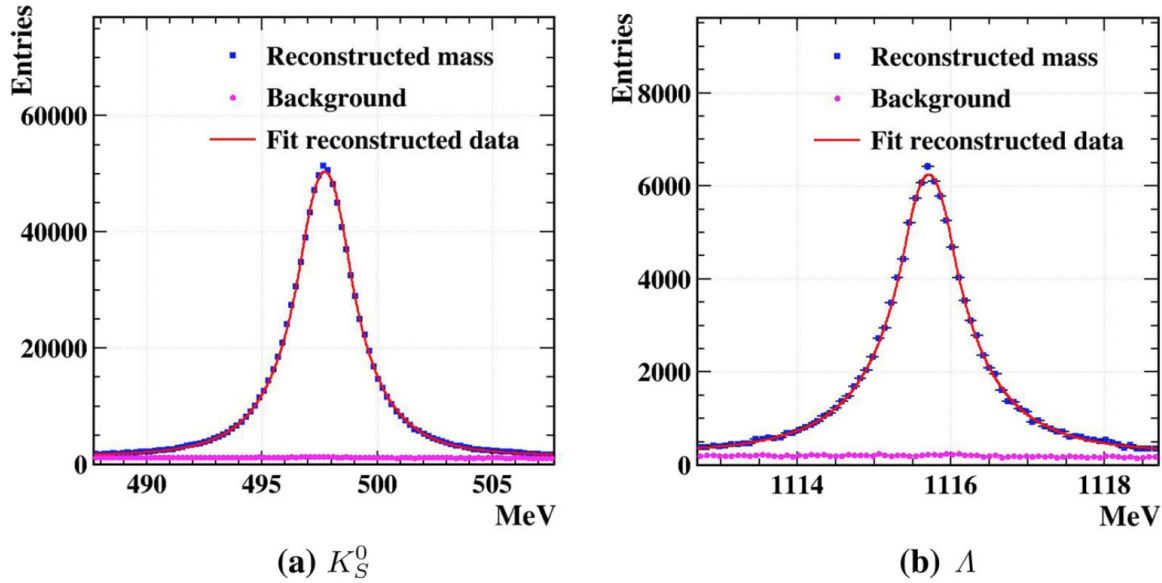 Entries
60000
40000
20000
0
490
495
500
505
MeV
Reconstructed mass
Background
Fit reconstructed data
(a) K_S^0
Entries
8000
6000
4000
2000
0
1114
1116
1118
MeV
Reconstructed mass
Background
Fit reconstructed data
(b) Λ